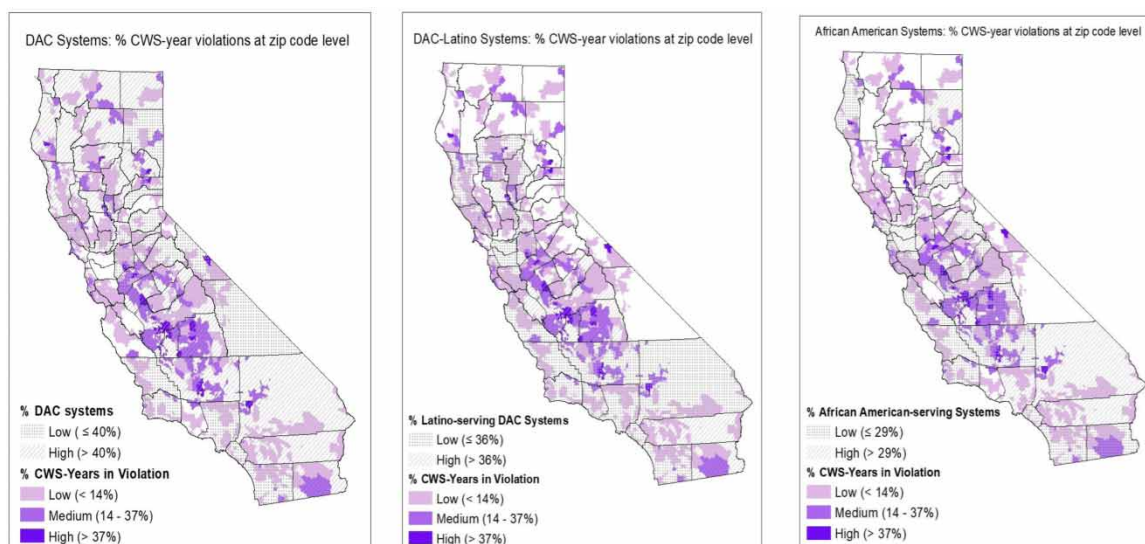 DAC Systems: % CWS-year violations at zip code level
% DAC systems
Low ( ≤ 40%)
High (> 40%)
% CWS-Years in Violation
Low (< 14%)
Medium (14 - 37%)
High (> 37%)
DAC-Latino Systems: % CWS-year violations at zip code level
% Latino-serving DAC Systems
Low (≤ 36%)
High (> 36%)
% CWS-Years in Violation
Low (< 14%)
Medium (14 - 37%)
High (> 37%)
African American Systems: % CWS-year violations at zip code level
% African American-serving Systems
Low (≤ 29%)
High (> 29%)
% CWS-Years in Violation
Low (< 14%)
Medium (14 - 37%)
High (> 37%)